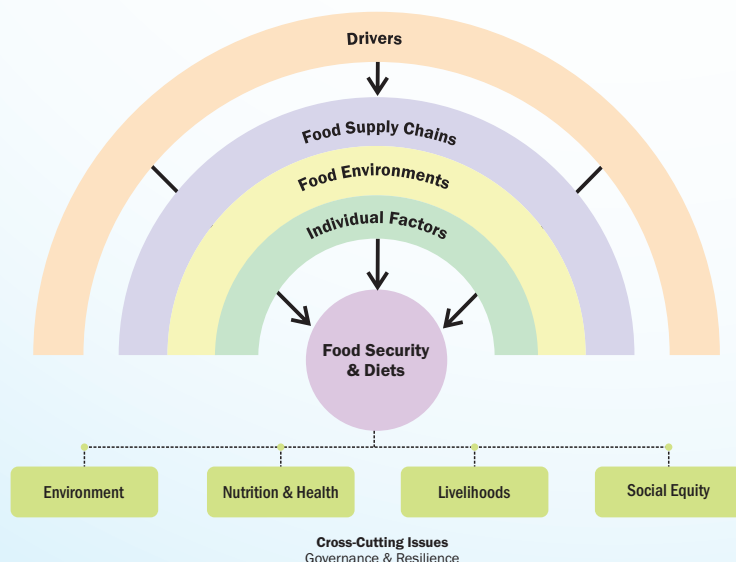 Drivers
Food Supply Chains
Food Environments
Individual Factors
Food Security
& Diets
Environment
Nutrition & Health
Livelihoods
Social Equity
Cross-Cutting Issues
Governance & Resilience